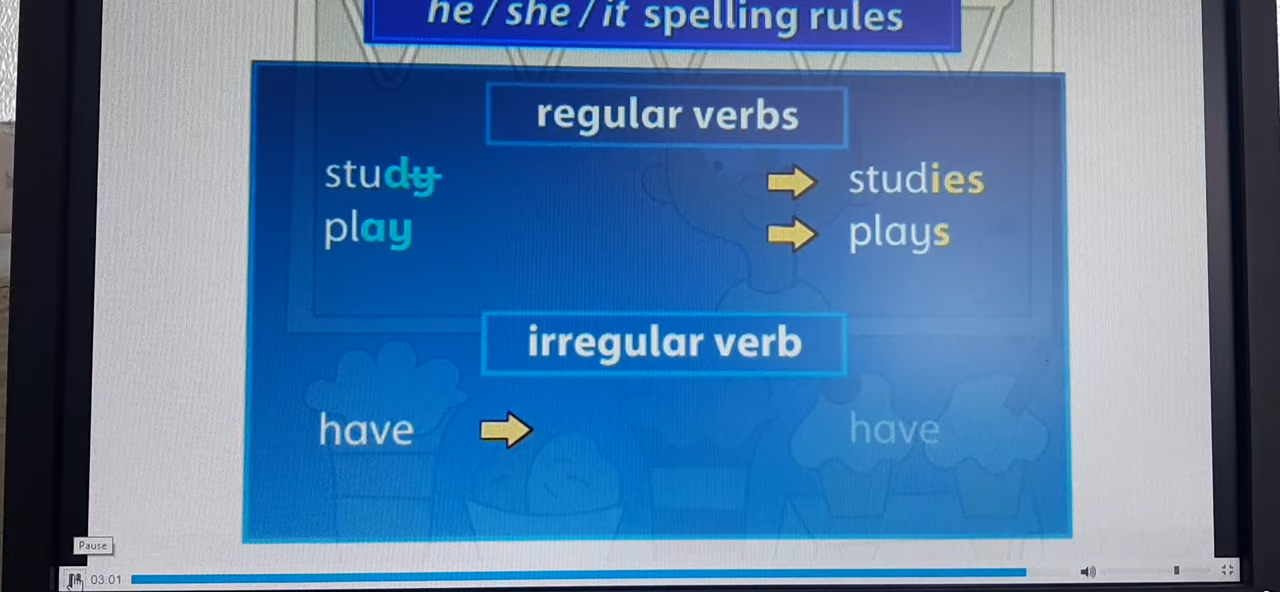 he / she / it spelling rules
regular verbs
study studies
play plays
irregular verb
have have
Pause
03:01